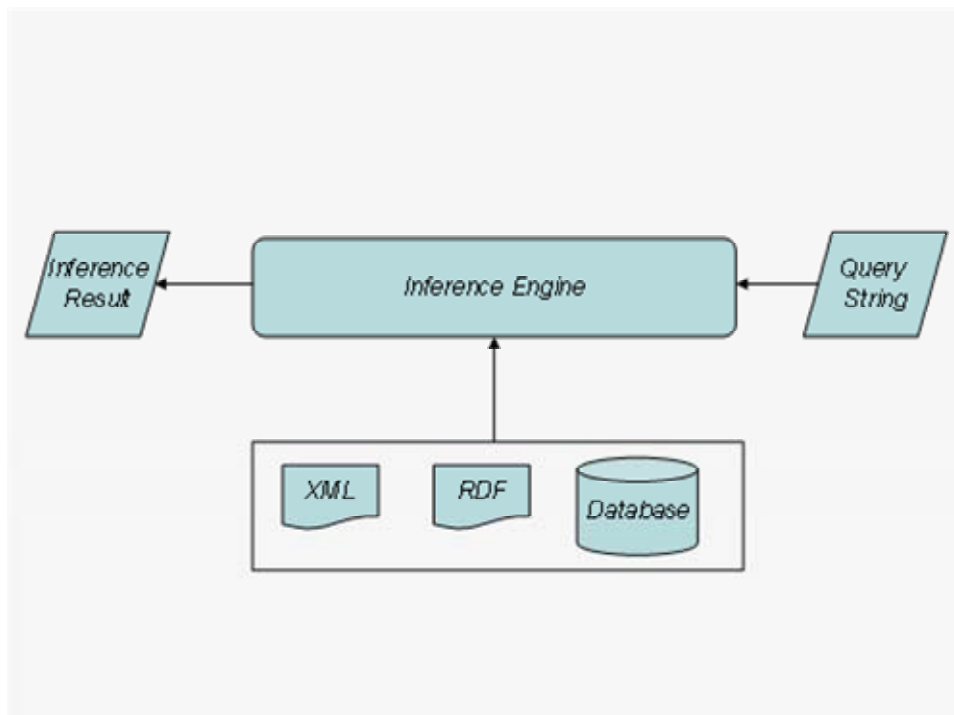 Inference
Result
Inference Engine
Query
String
XML
RDF
Database